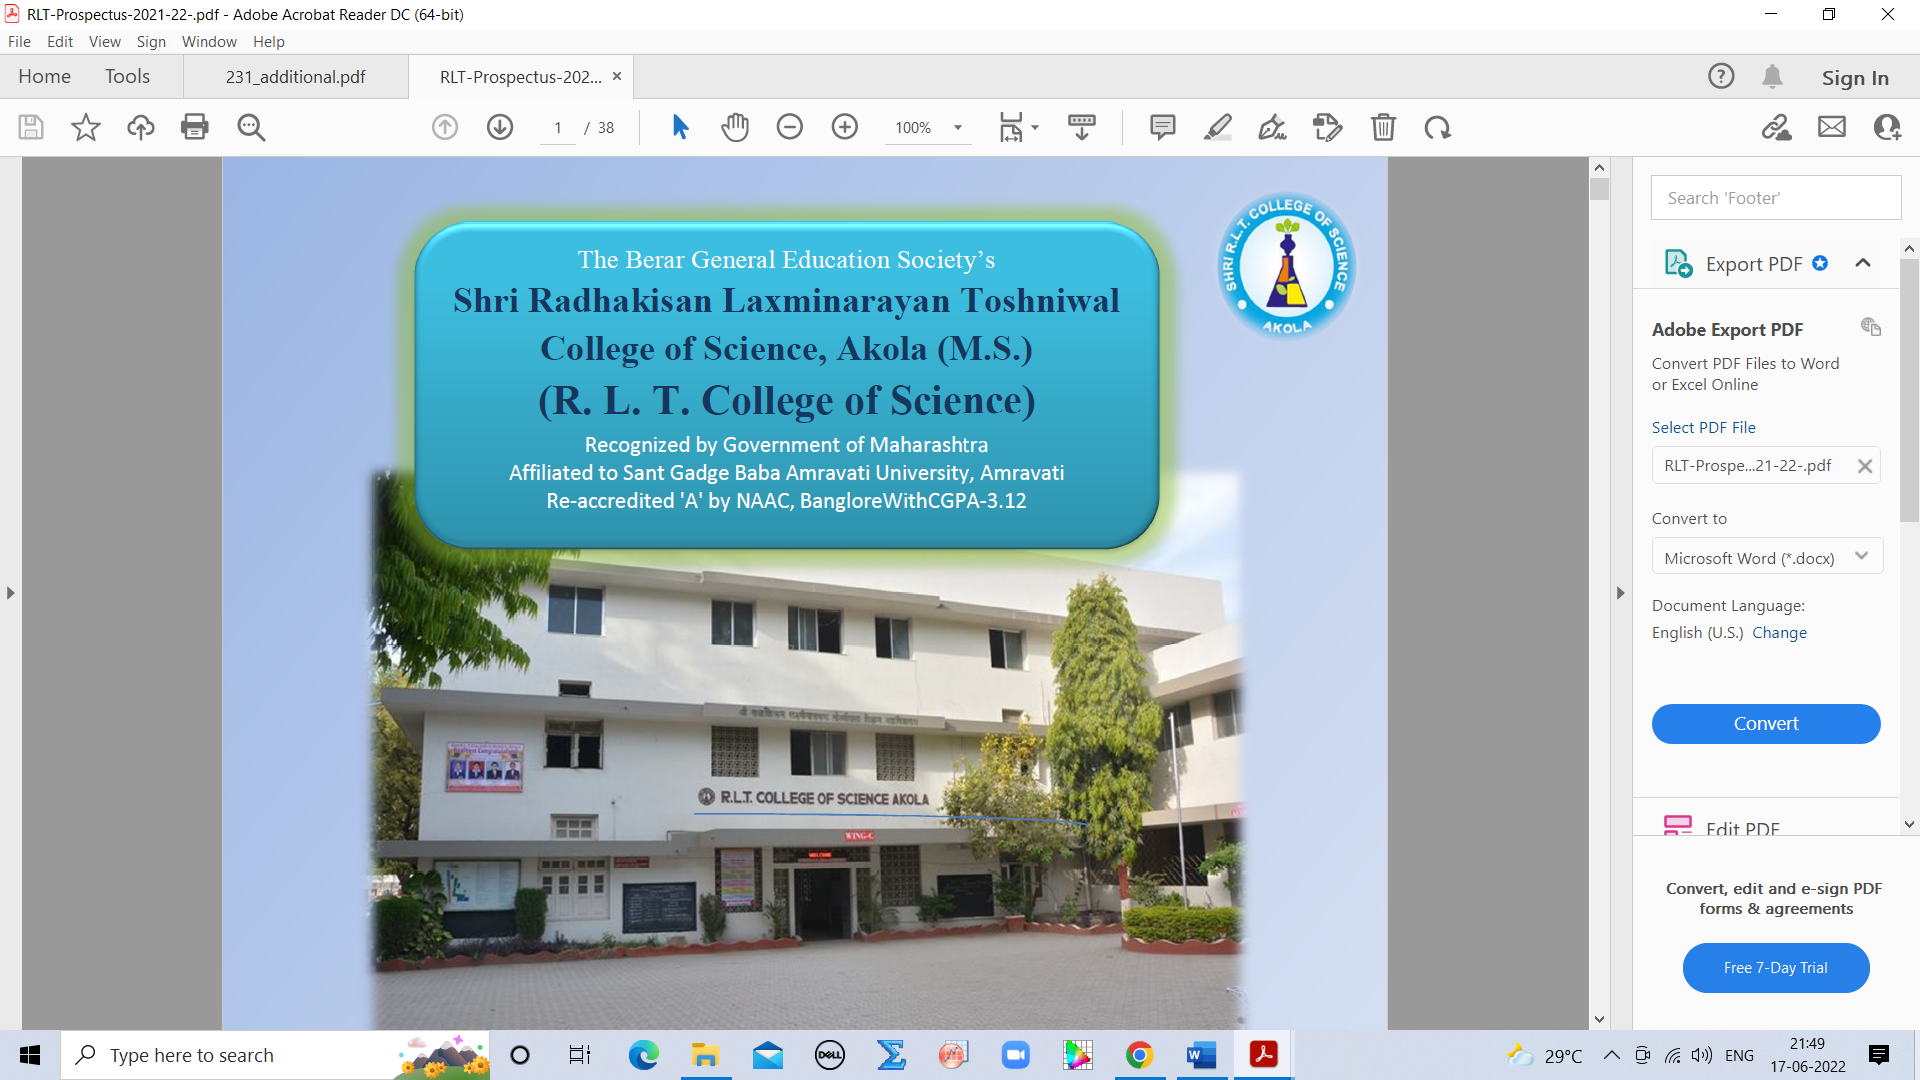 RLT-Prospectus-2021-22-.pdf - Adobe Acrobat Reader DC (64-bit)
File Edit View Sign Window Help
Home Tools 231_additional.pdf RLT-Prospectus-202... ×
Sign In
1 / 38 100%
The Berar General Education Society’s
Shri Radhakisan Laxminarayan Toshniwal
College of Science, Akola (M.S.)
(R. L. T. College of Science)
Recognized by Government of Maharashtra
Affiliated to Sant Gadge Baba Amravati University, Amravati
Re-accredited 'A' by NAAC, BangloreWithCGPA-3.12
SHRI R.L.T. COLLEGE OF SCIENCE
AKOLA
R.L.T. COLLEGE OF SCIENCE AKOLA
WING-C
WELCOME
Search 'Footer'
Export PDF
Adobe Export PDF
Convert PDF Files to Word
or Excel Online
Select PDF File
RLT-Prospe...21-22-.pdf
Convert to
Microsoft Word (*.docx)
Document Language:
English (U.S.) Change
Convert
Edit PDF
Convert, edit and e-sign PDF
forms & agreements
Free 7-Day Trial
Type here to search
DELL
29°C
ENG
21:49
17-06-2022